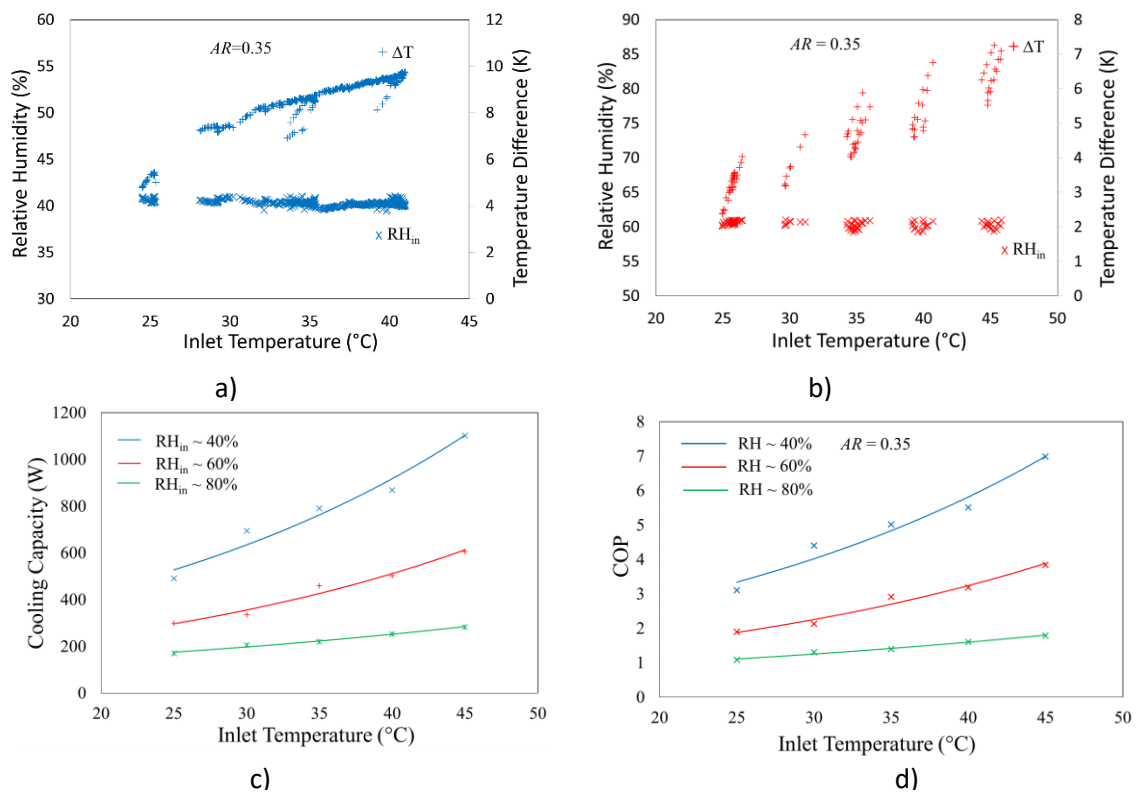 60
55
50
45
40
35
30
Relative Humidity (%)
AR=0.35
ΔT
RHin
12
10
8
6
4
2
0
Temperature Difference (K)
20 25 30 35 40 45
Inlet Temperature (°C)
a)
90
85
80
75
70
65
60
55
50
Relative Humidity (%)
AR = 0.35
ΔT
RHin
8
7
6
5
4
3
2
1
0
Temperature Difference (K)
20 25 30 35 40 45 50
Inlet Temperature (°C)
b)
1200
1000
800
600
400
200
0
Cooling Capacity (W)
RHin ~ 40%
RHin ~ 60%
RHin ~ 80%
20 25 30 35 40 45 50
Inlet Temperature (°C)
c)
8
7
6
5
4
3
2
1
0
COP
RH ~ 40% AR = 0.35
RH ~ 60%
RH ~ 80%
20 25 30 35 40 45 50
Inlet Temperature (°C)
d)